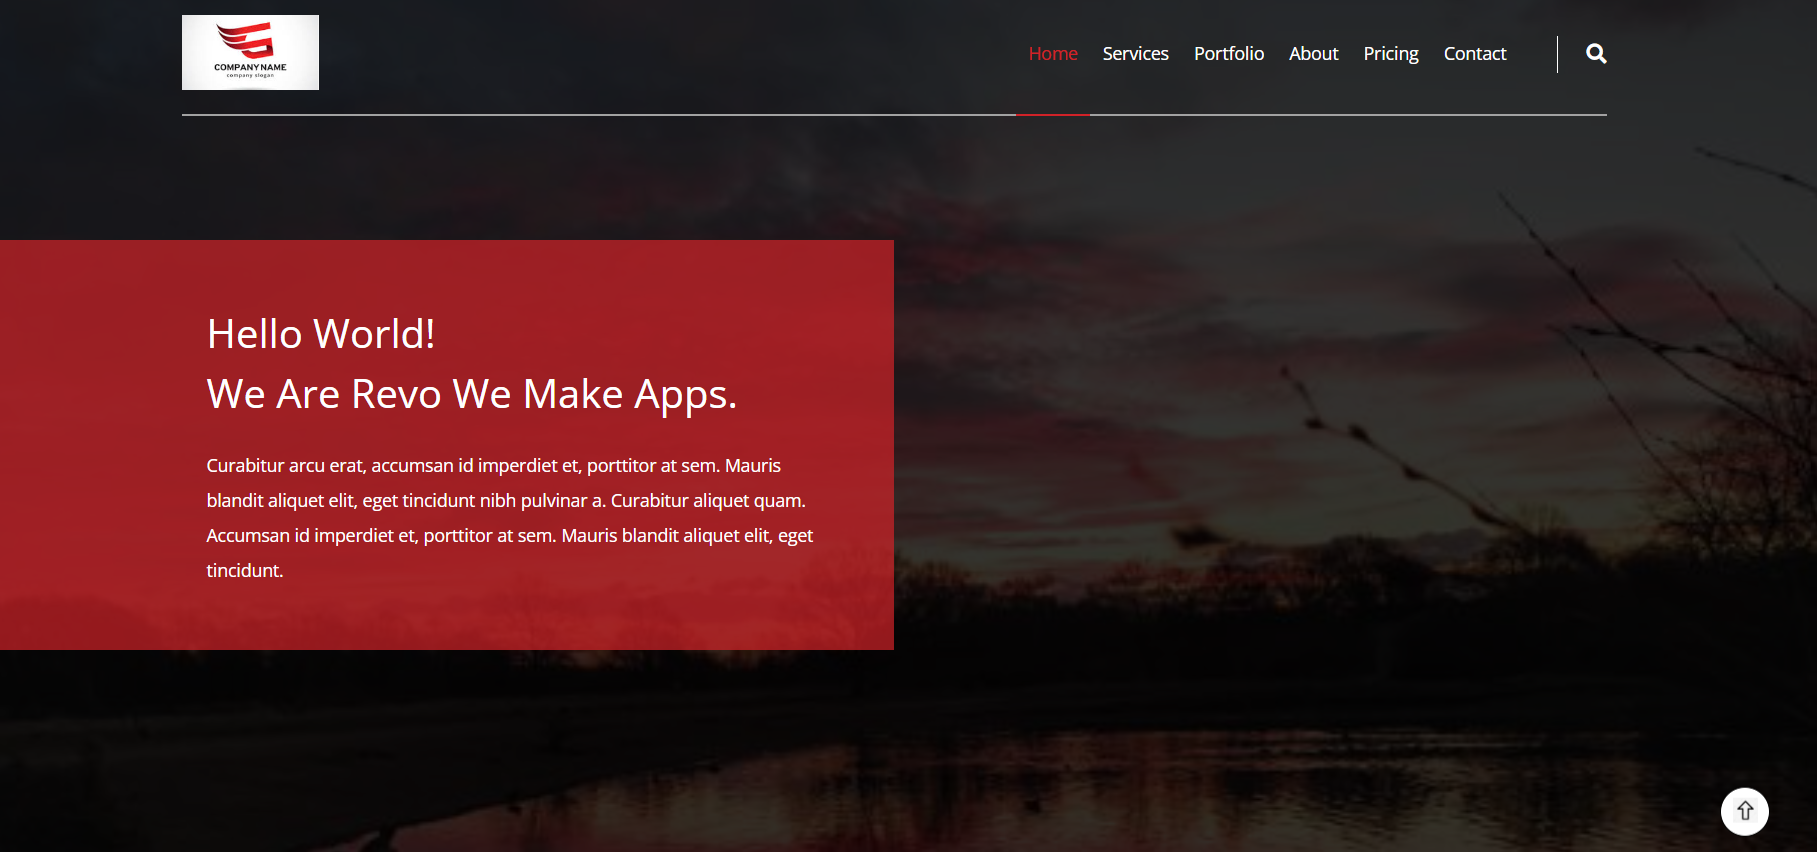 COMPANY NAME
company slogan
Home Services Portfolio About Pricing Contact
Hello World!
We Are Revo We Make Apps.
Curabitur arcu erat, accumsan id imperdiet et, porttitor at sem. Mauris
blandit aliquet elit, eget tincidunt nibh pulvinar a. Curabitur aliquet quam.
Accumsan id imperdiet et, porttitor at sem. Mauris blandit aliquet elit, eget
tincidunt.